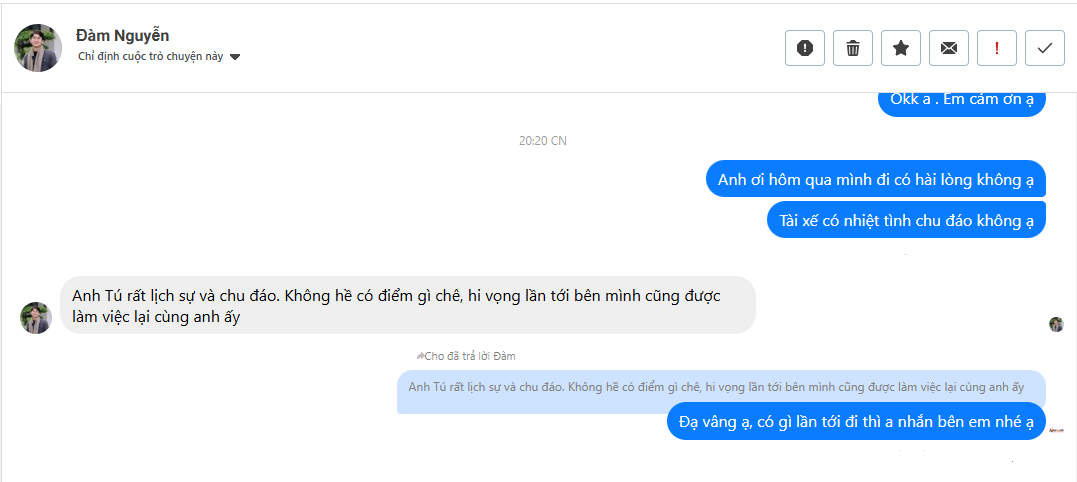 Đàm Nguyễn
Chỉ định cuộc trò chuyện này
Okk a . Em cảm ơn ạ
20:20 CN
Anh ơi hôm qua mình đi có hài lòng không ạ
Tài xế có nhiệt tình chu đáo không ạ
Anh Tú rất lịch sự và chu đáo. Không hề có điểm gì chê, hi vọng lần tới bên mình cũng được
làm việc lại cùng anh ấy
Cho đã trả lời Đàm
Anh Tú rất lịch sự và chu đáo. Không hề có điểm gì chê, hi vọng lần tới bên mình cũng được làm việc lại cùng anh ấy
Đạ vâng ạ, có gì lần tới đi thì a nhắn bên em nhé ạ